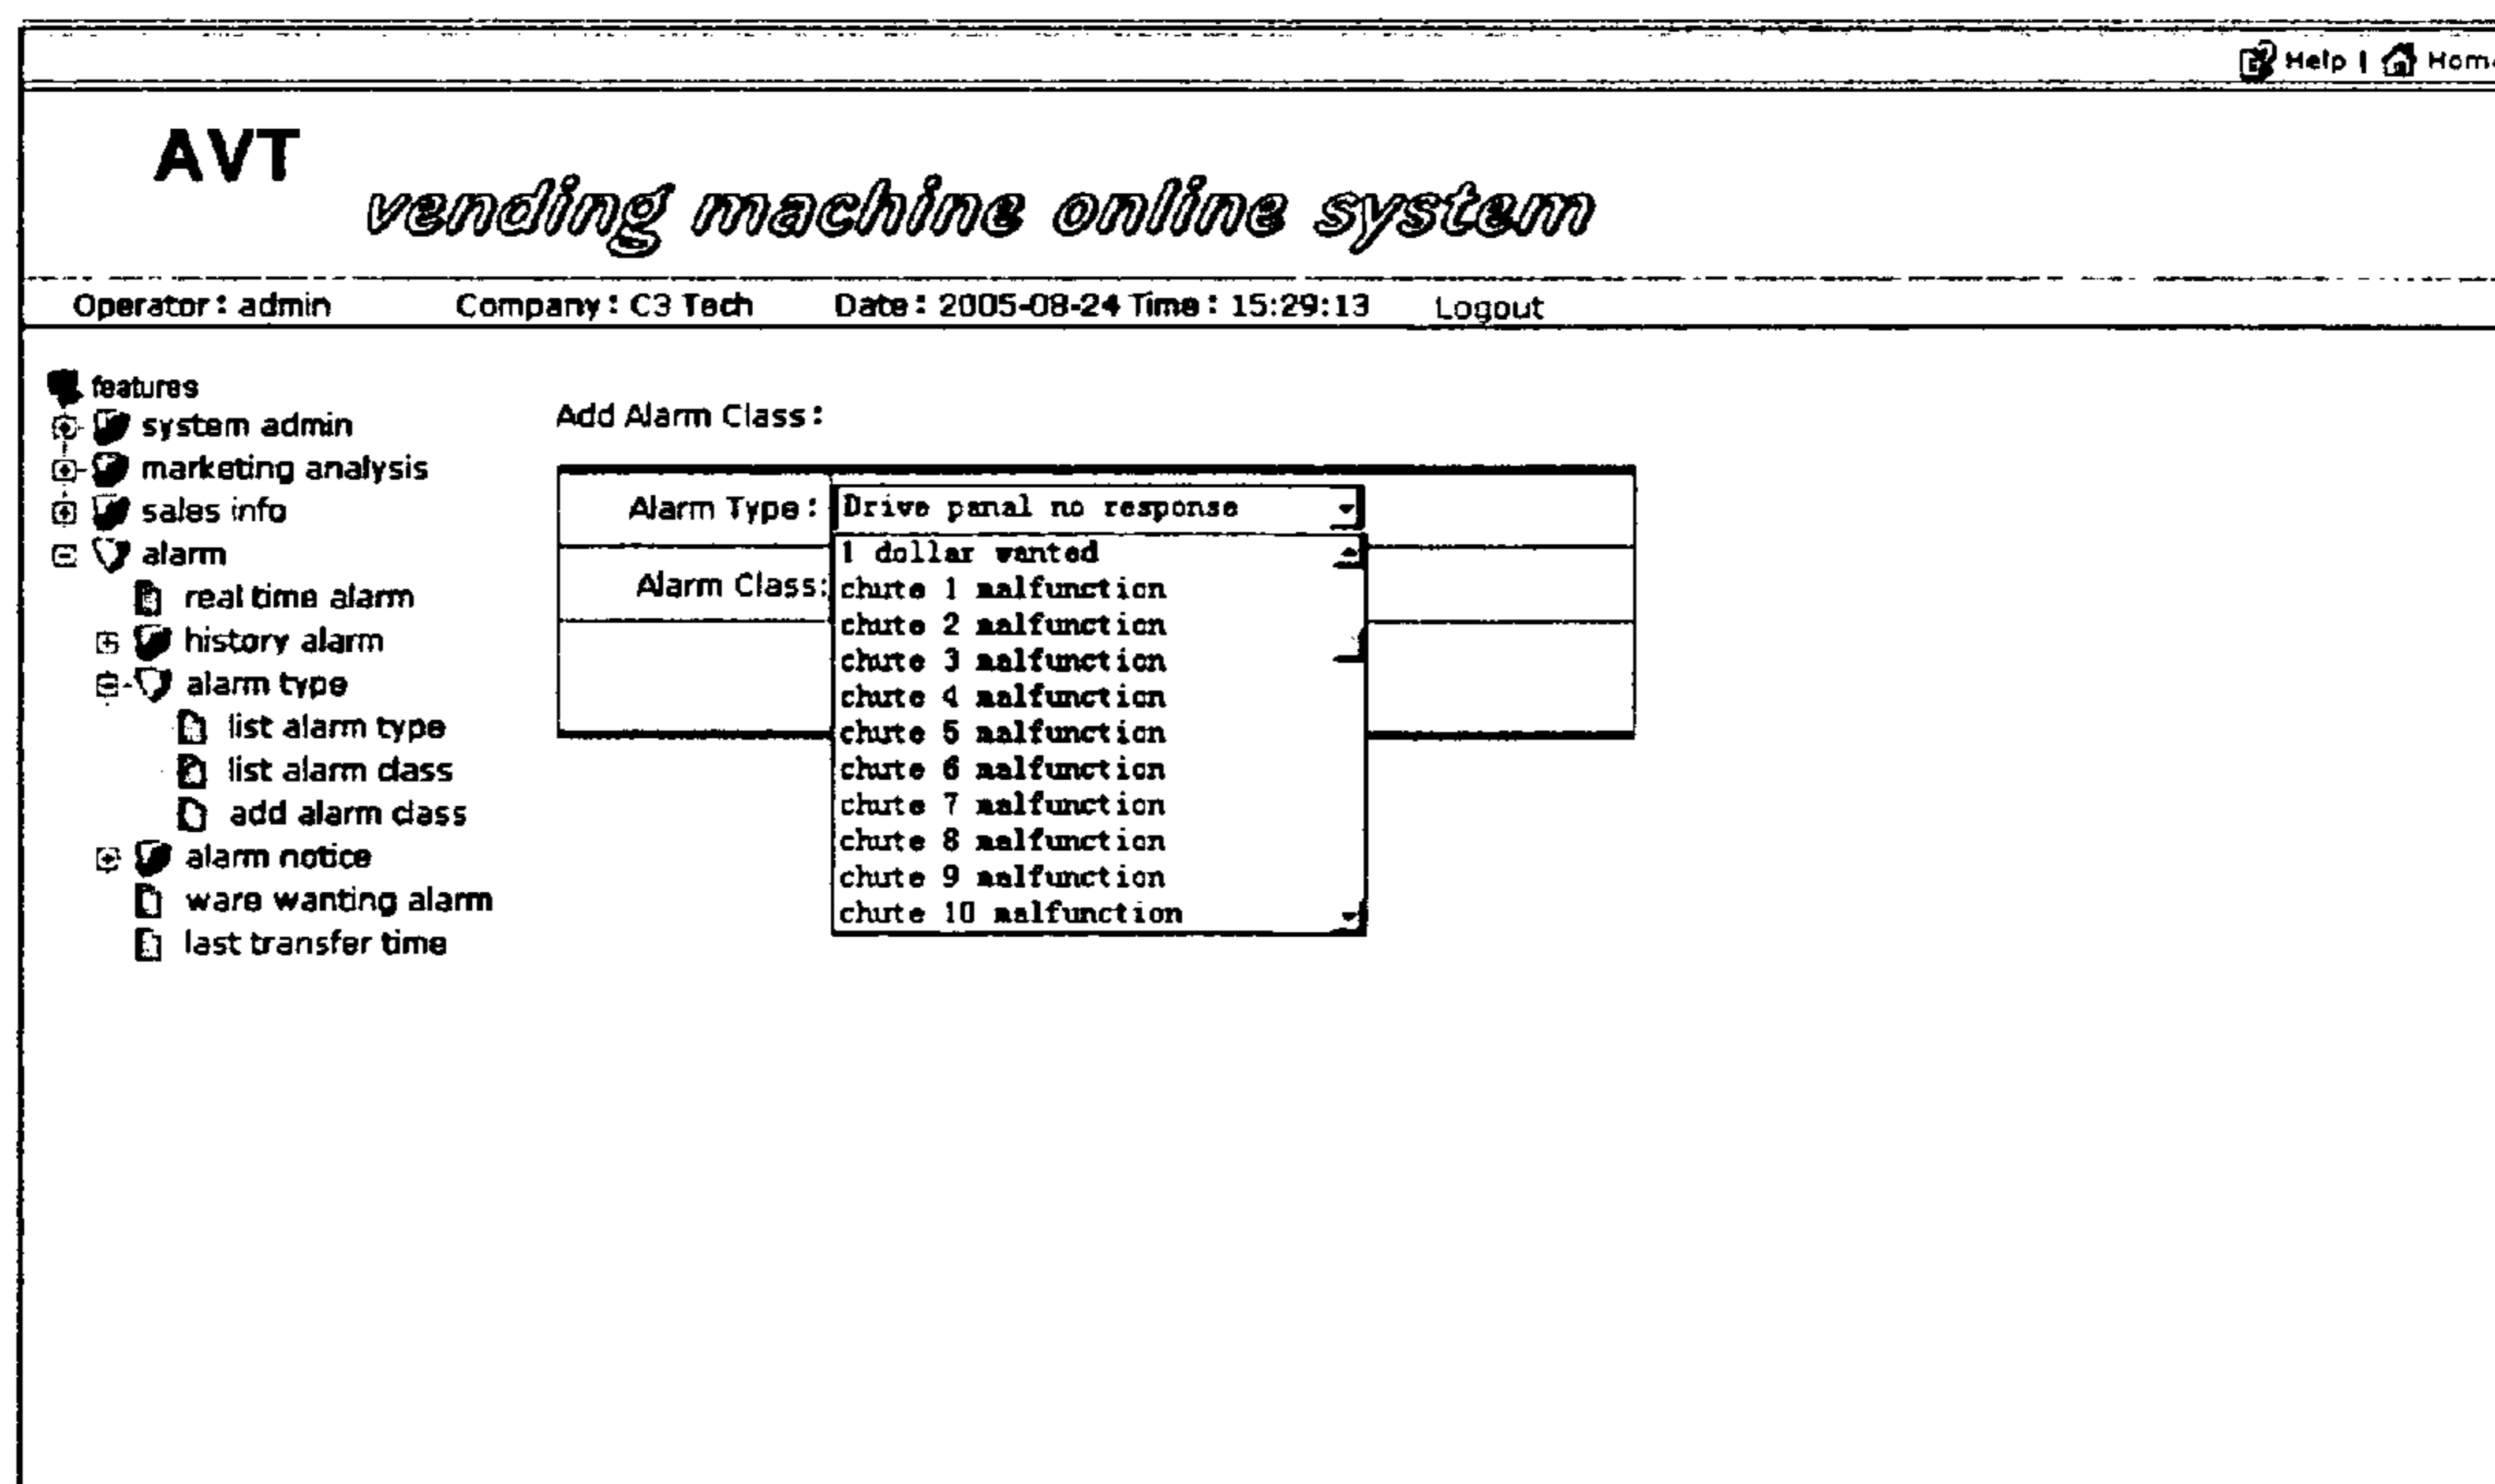 Help | Home
AVT
vending machine online system
Operator: admin Company: C3 Tech Date: 2005-08-24 Time: 15:29:13 Logout
features
system admin
marketing analysis
sales info
alarm
real time alarm
history alarm
alarm type
list alarm type
list alarm class
add alarm class
alarm notice
ware wanting alarm
last transfer time
Add Alarm Class:
Alarm Type: Drive panal no response
Alarm Class:
1 dollar wanted
chute 1 malfunction
chute 2 malfunction
chute 3 malfunction
chute 4 malfunction
chute 5 malfunction
chute 6 malfunction
chute 7 malfunction
chute 8 malfunction
chute 9 malfunction
chute 10 malfunction